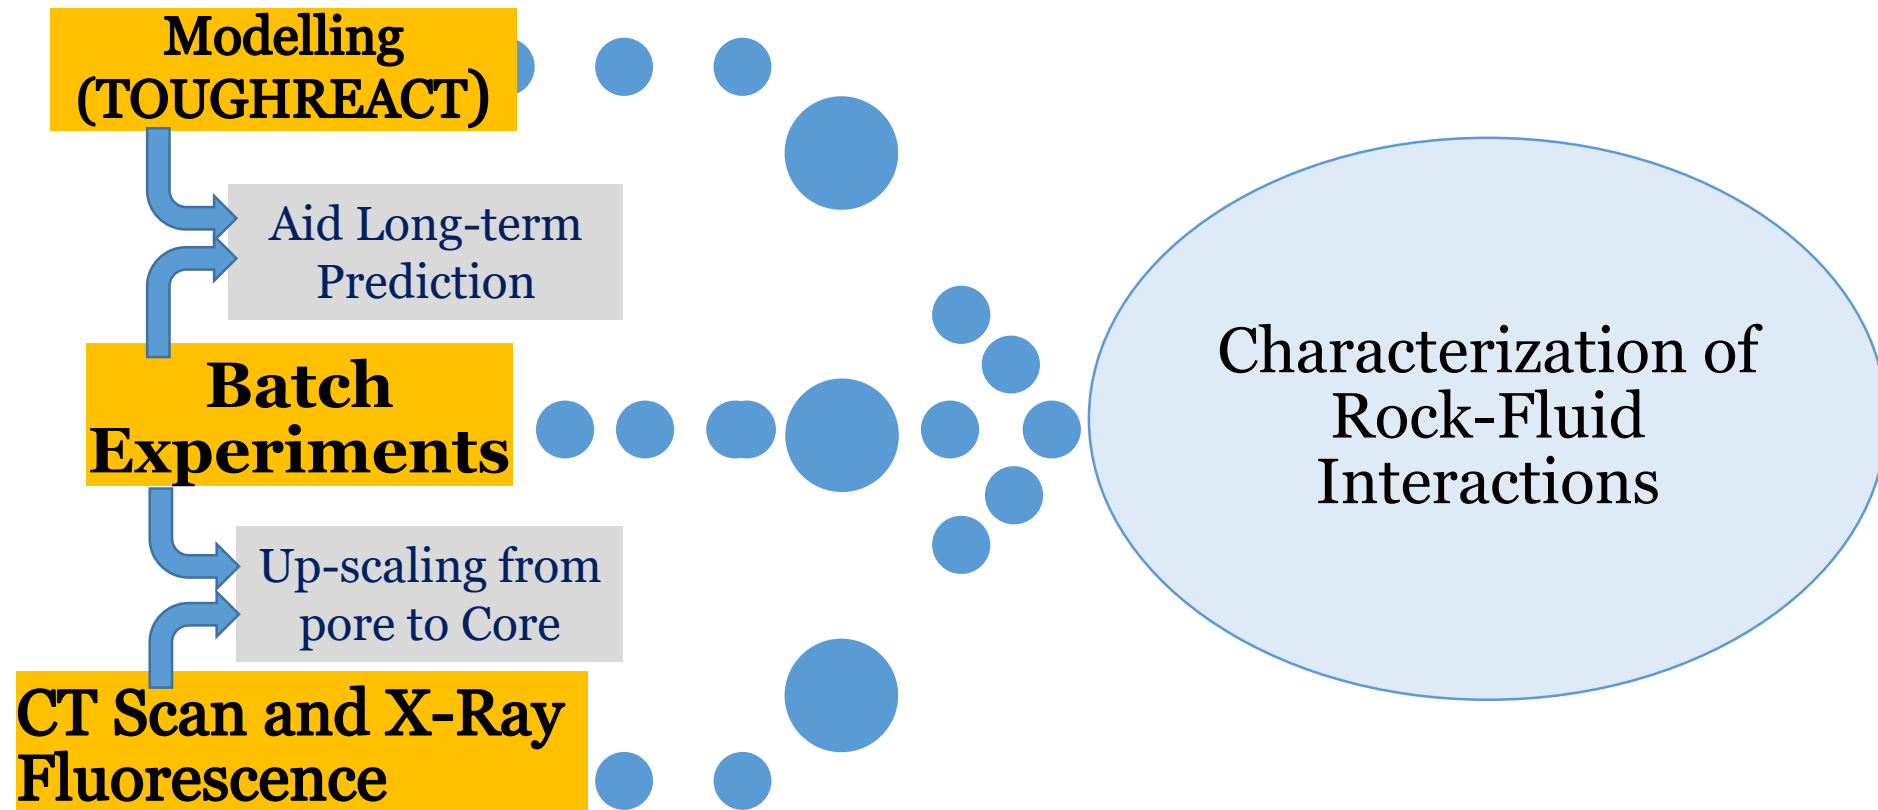 Modelling
(TOUGHREACT)
Aid Long-term
Prediction
Batch
Experiments
Up-scaling from
pore to Core
CT Scan and X-Ray
Fluorescence
Characterization of
Rock-Fluid
Interactions